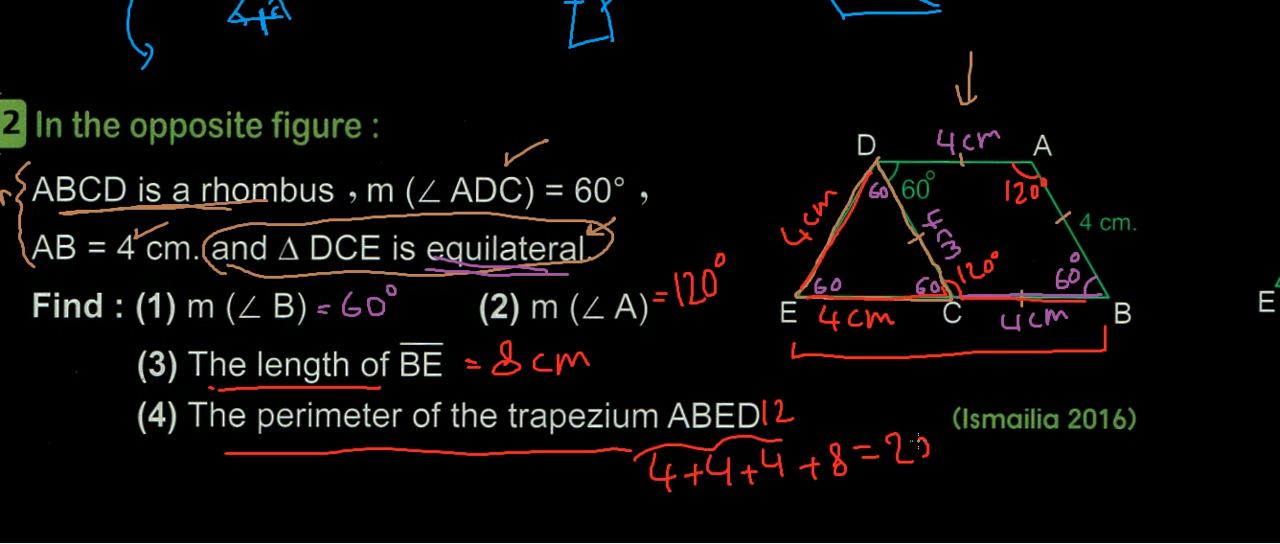 2 In the opposite figure :
ABCD is a rhombus , m (∠ ADC) = 60° ,
AB = 4 cm. and Δ DCE is equilateral.
Find : (1) m (∠ B) = 60° (2) m (∠ A) = 120°
(3) The length of BE = 8 cm
(4) The perimeter of the trapezium ABED 12
(Ismailia 2016)
4+4+4+8=20
D 4cm A
60 60° 120°
4cm 4cm 4 cm.
60 60 120° 60°
E 4cm C 4cm B
E